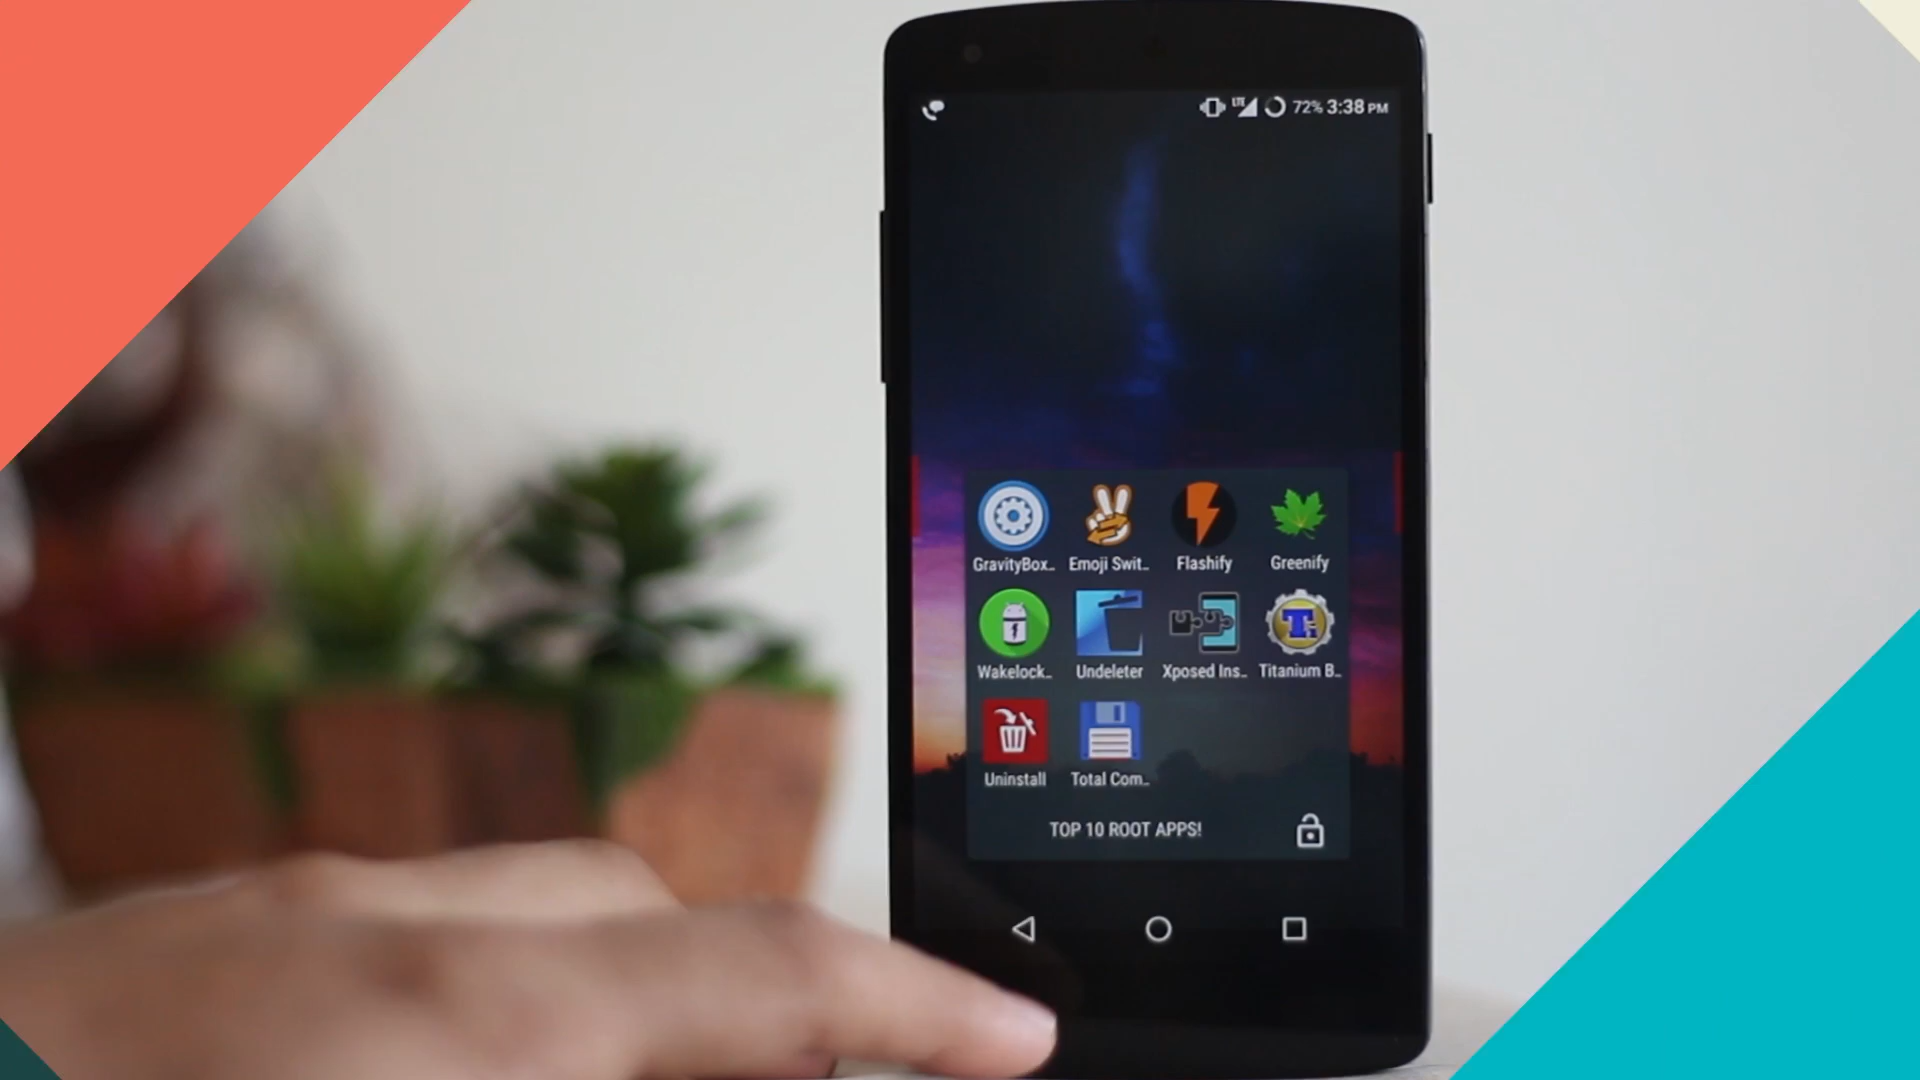 LTE 72% 3:38 PM
GravityBox.. Emoji Swit.. Flashify Greenify
Wakelock.. Undeleter Xposed Ins.. Titanium B..
Uninstall Total Com..
TOP 10 ROOT APPS!